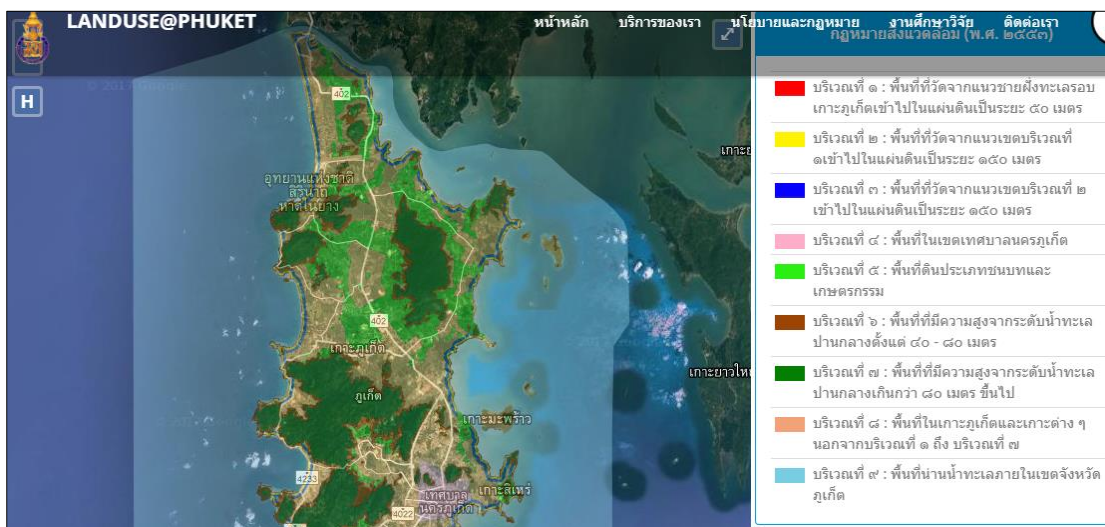 LANDUSE@PHUKET
หน้าหลัก บริการของเรา นโยบายและกฎหมาย งานศึกษาวิจัย ติดต่อเรา
กฎหมายสิ่งแวดล้อม (พ.ศ. ๒๕๕๓)
H
402
เกาะย
อุทยานแห่งชาติ
สิรินาถ
หาดในยาง
402
เกาะภูเก็ต
ภูเก็ต
เกาะยาวใหญ
เกาะมะพร้าว
4233
เทศบาล
นครภูเก็ต
เกาะสิเหร่
4022
บริเวณที่ ๑ : พื้นที่ที่วัดจากแนวชายฝั่งทะเลรอบ
เกาะภูเก็ตเข้าไปในแผ่นดินเป็นระยะ ๕๐ เมตร
บริเวณที่ ๒ : พื้นที่ที่วัดจากแนวเขตบริเวณที่
๑เข้าไปในแผ่นดินเป็นระยะ ๑๕๐ เมตร
บริเวณที่ ๓ : พื้นที่ที่วัดจากแนวเขตบริเวณที่ ๒
เข้าไปในแผ่นดินเป็นระยะ ๑๕๐ เมตร
บริเวณที่ ๔ : พื้นที่ในเขตเทศบาลนครภูเก็ต
บริเวณที่ ๕ : พื้นที่ดินประเภทชนบทและ
เกษตรกรรม
บริเวณที่ ๖ : พื้นที่ที่มีความสูงจากระดับน้ำทะเล
ปานกลางตั้งแต่ ๔๐ - ๘๐ เมตร
บริเวณที่ ๗ : พื้นที่ที่มีความสูงจากระดับน้ำทะเล
ปานกลางเกินกว่า ๘๐ เมตร ขึ้นไป
บริเวณที่ ๘ : พื้นที่ในเกาะภูเก็ตและเกาะต่าง ๆ
นอกจากบริเวณที่ ๑ ถึง บริเวณที่ ๗
บริเวณที่ ๙ : พื้นที่น่านน้ำทะเลภายในเขตจังหวัด
ภูเก็ต